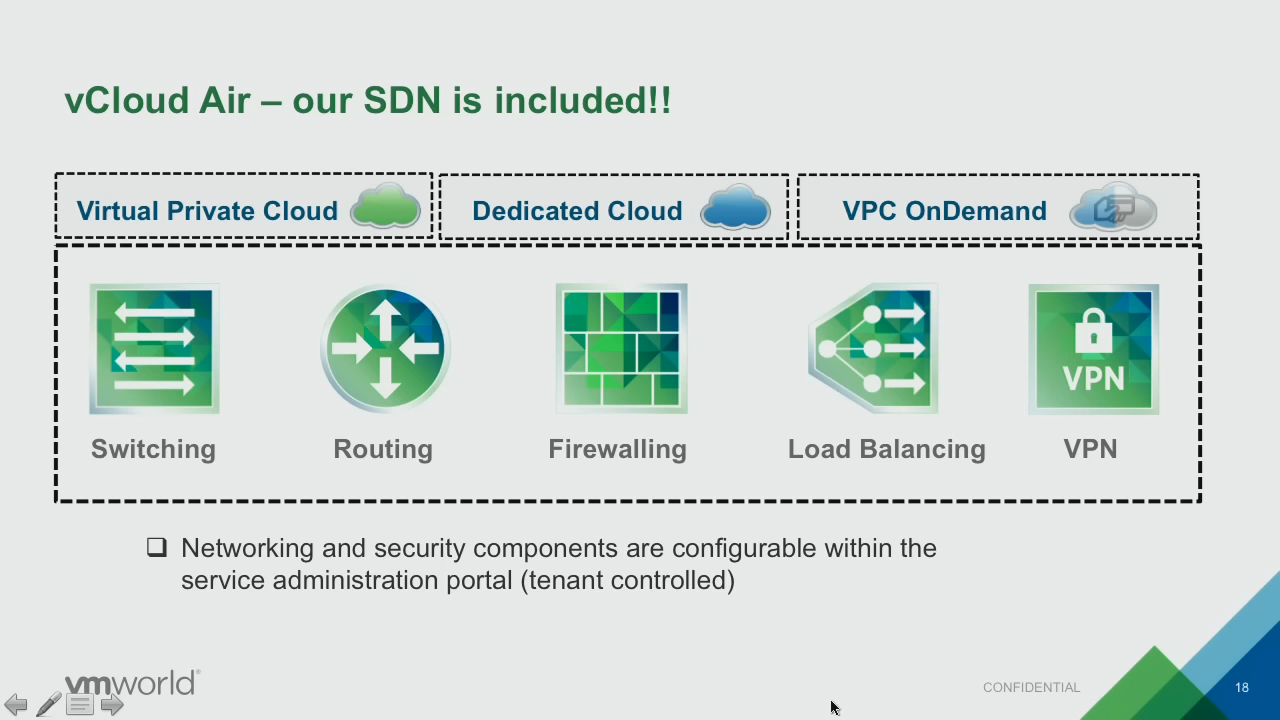 vCloud Air – our SDN is included!!
Virtual Private Cloud
Dedicated Cloud
VPC OnDemand
VPN
Switching
Routing
Firewalling
Load Balancing
VPN
❑ Networking and security components are configurable within the
service administration portal (tenant controlled)
vmworld®
CONFIDENTIAL
18